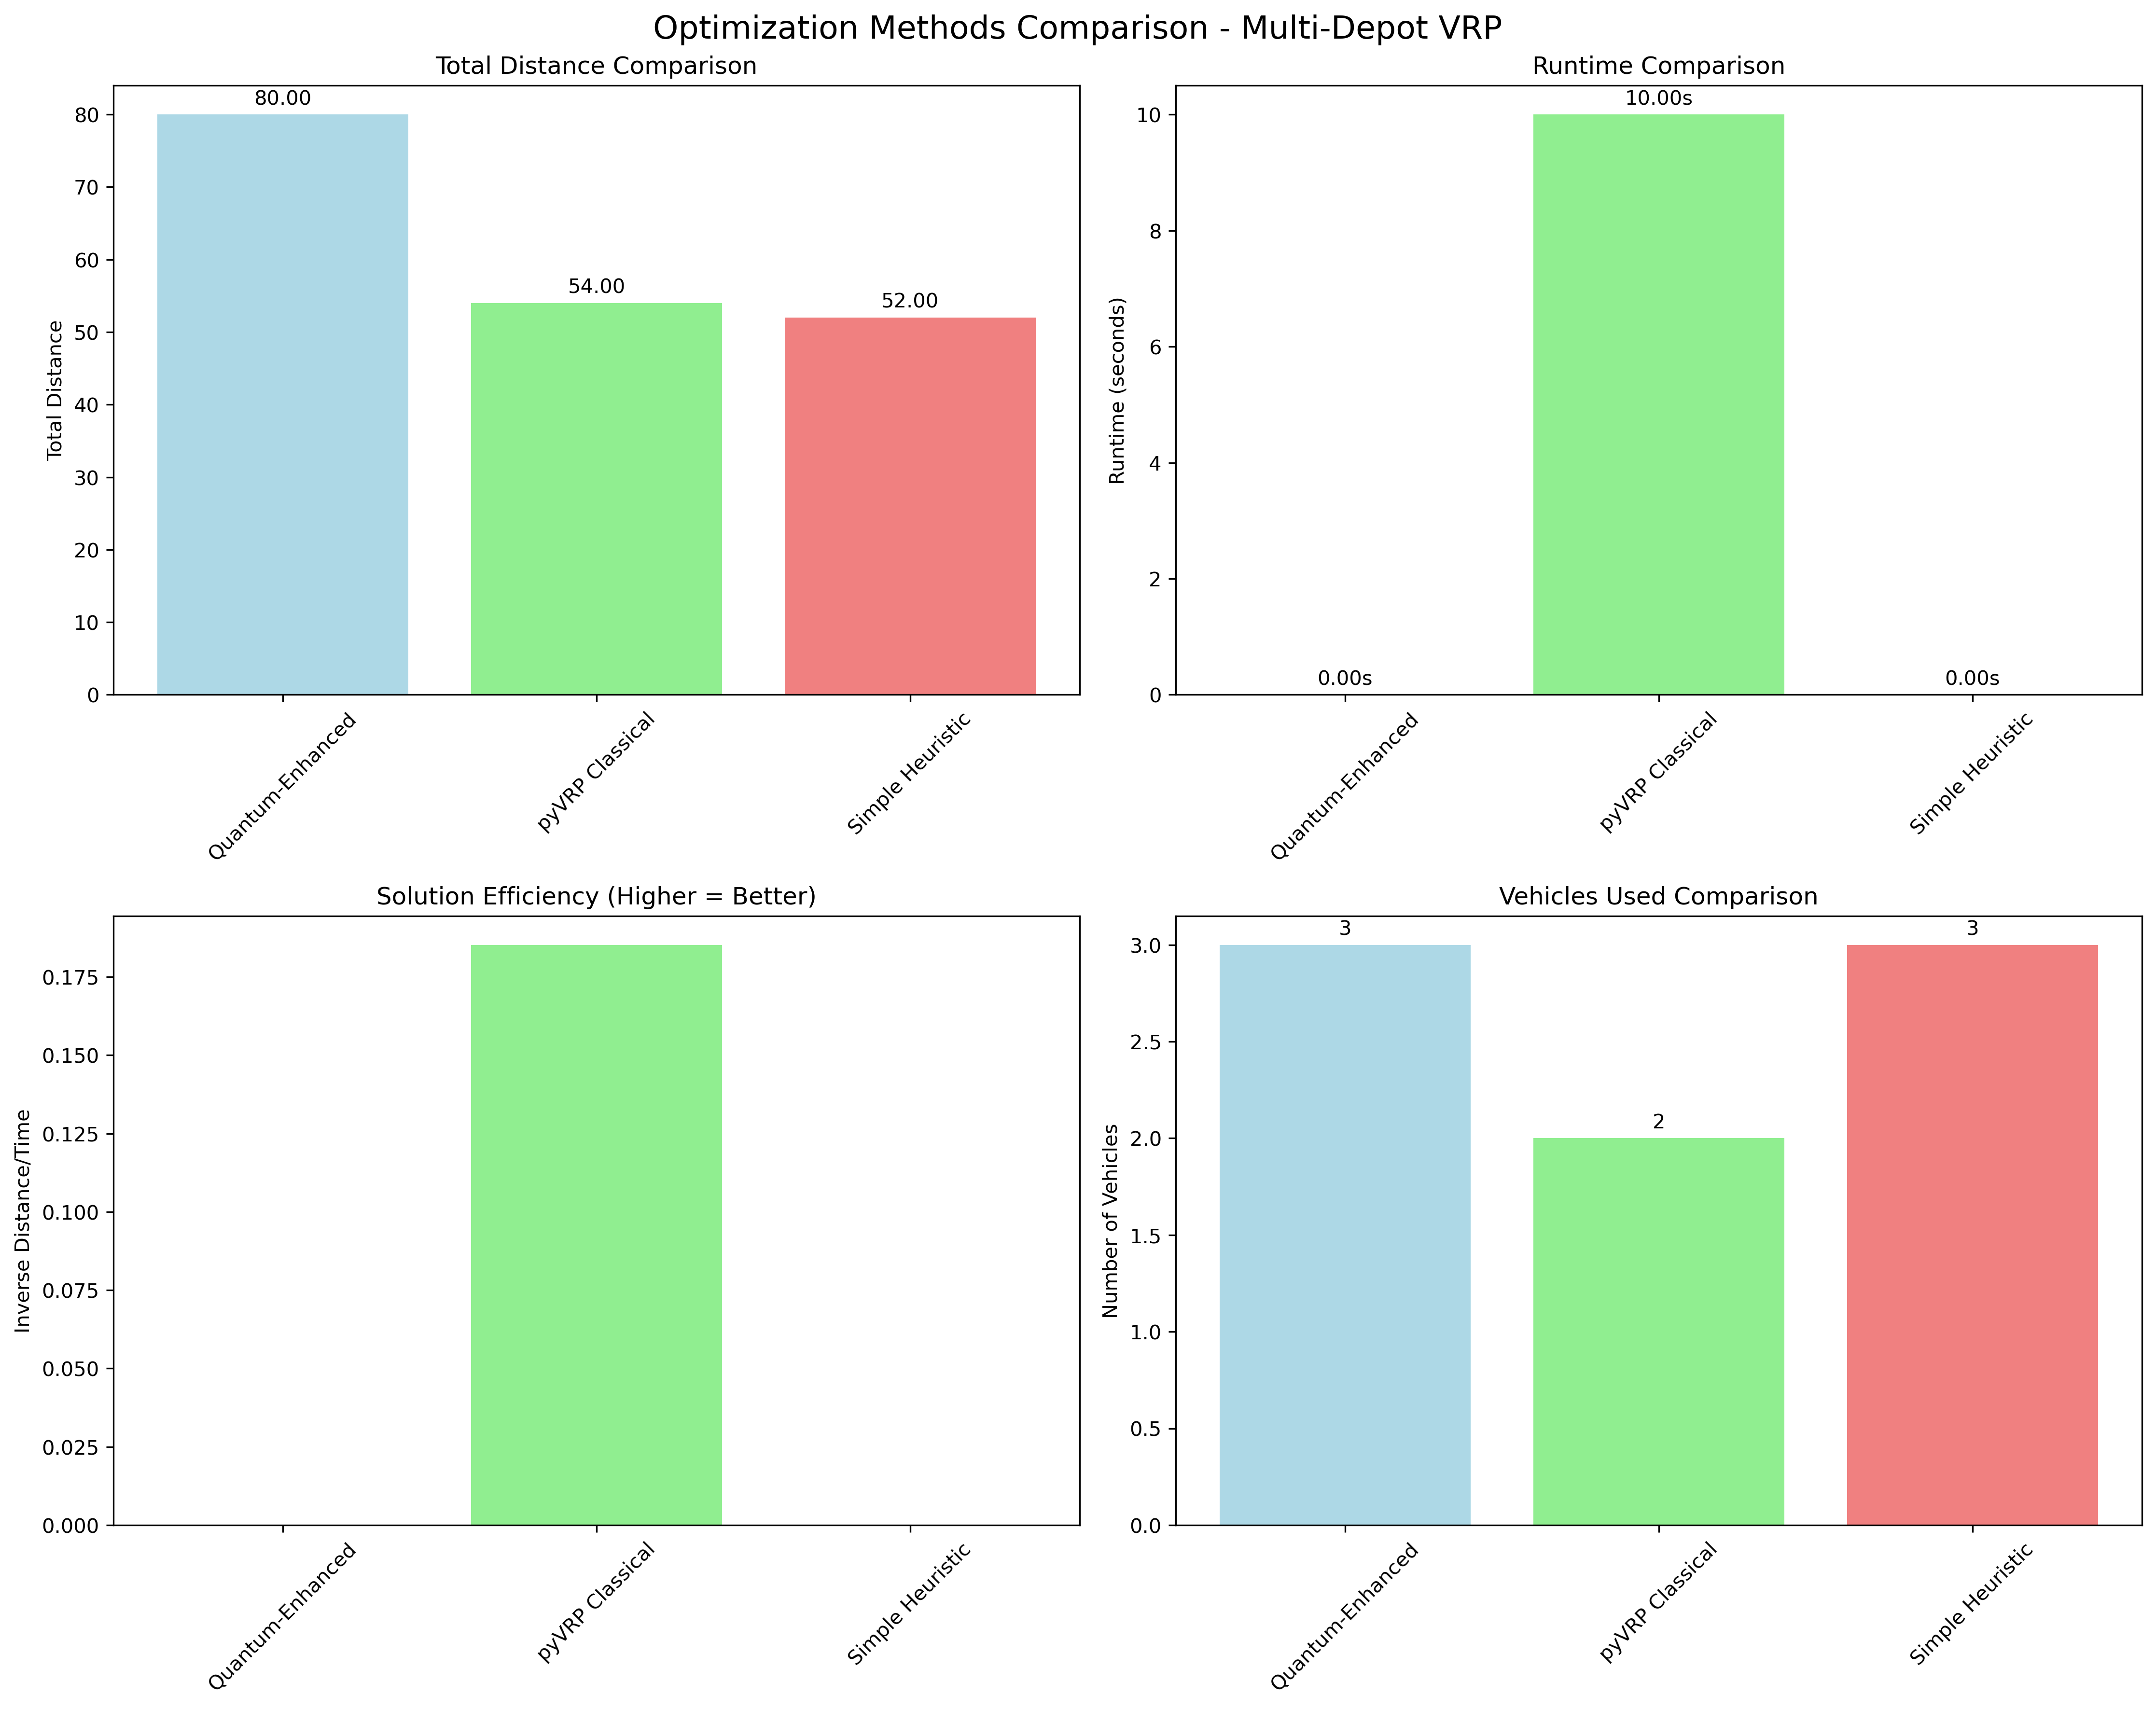 Optimization Methods Comparison - Multi-Depot VRP
Total Distance Comparison
80.00
54.00
52.00
Total Distance
80
70
60
50
40
30
20
10
0
Quantum-Enhanced
pyVRP Classical
Simple Heuristic
Runtime Comparison
10.00s
0.00s
0.00s
Runtime (seconds)
10
8
6
4
2
0
Quantum-Enhanced
pyVRP Classical
Simple Heuristic
Solution Efficiency (Higher = Better)
Inverse Distance/Time
0.175
0.150
0.125
0.100
0.075
0.050
0.025
0.000
Quantum-Enhanced
pyVRP Classical
Simple Heuristic
Vehicles Used Comparison
3
2
3
Number of Vehicles
3.0
2.5
2.0
1.5
1.0
0.5
0.0
Quantum-Enhanced
pyVRP Classical
Simple Heuristic